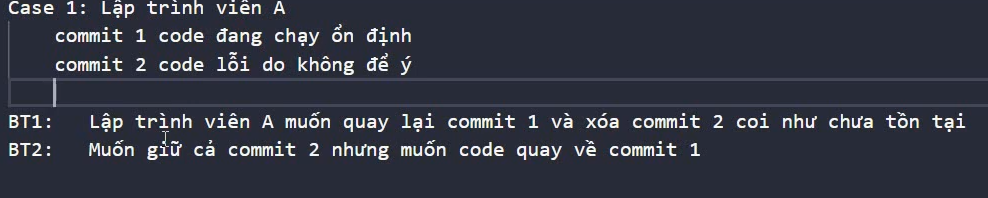 Case 1: Lập trình viên A
commit 1 code đang chạy ổn định
commit 2 code lỗi do không để ý
BT1: Lập trình viên A muốn quay lại commit 1 và xóa commit 2 coi như chưa tồn tại
BT2: Muốn giữ cả commit 2 nhưng muốn code quay về commit 1